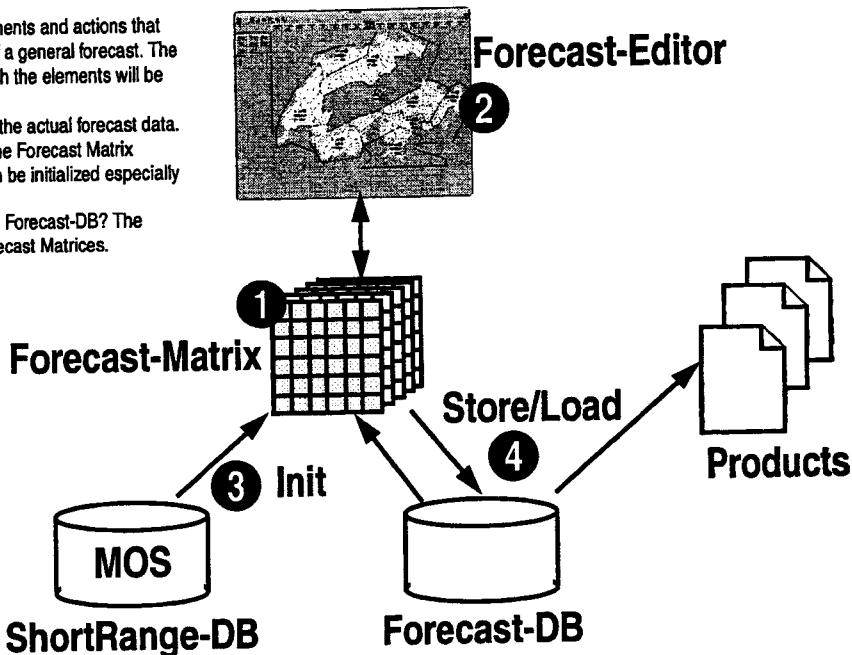 nents and actions that
f a general forecast. The
h the elements will be
the actual forecast data.
ne Forecast Matrix
n be initialized especially
Forecast-DB? The
ecast Matrices.
Forecast-Editor
2
1
Forecast-Matrix
Store/Load
4
Products
3 Init
MOS
ShortRange-DB
Forecast-DB